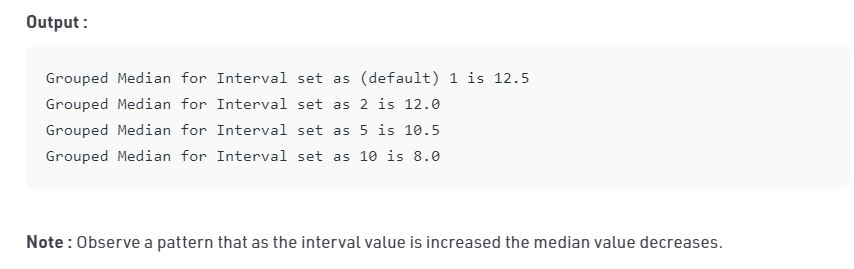 Output :
Grouped Median for Interval set as (default) 1 is 12.5
Grouped Median for Interval set as 2 is 12.0
Grouped Median for Interval set as 5 is 10.5
Grouped Median for Interval set as 10 is 8.0
Note : Observe a pattern that as the interval value is increased the median value decreases.